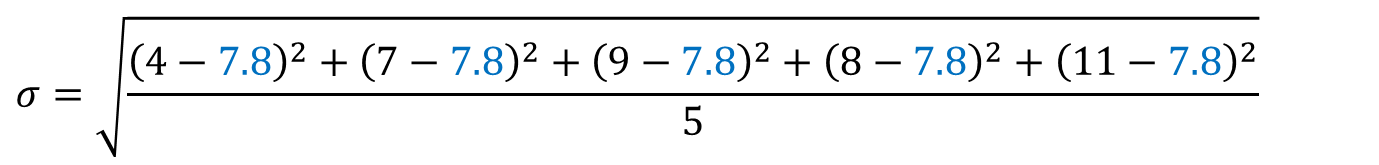 σ = √((4 − 7.8)² + (7 − 7.8)² + (9 − 7.8)² + (8 − 7.8)² + (11 − 7.8)² / 5)